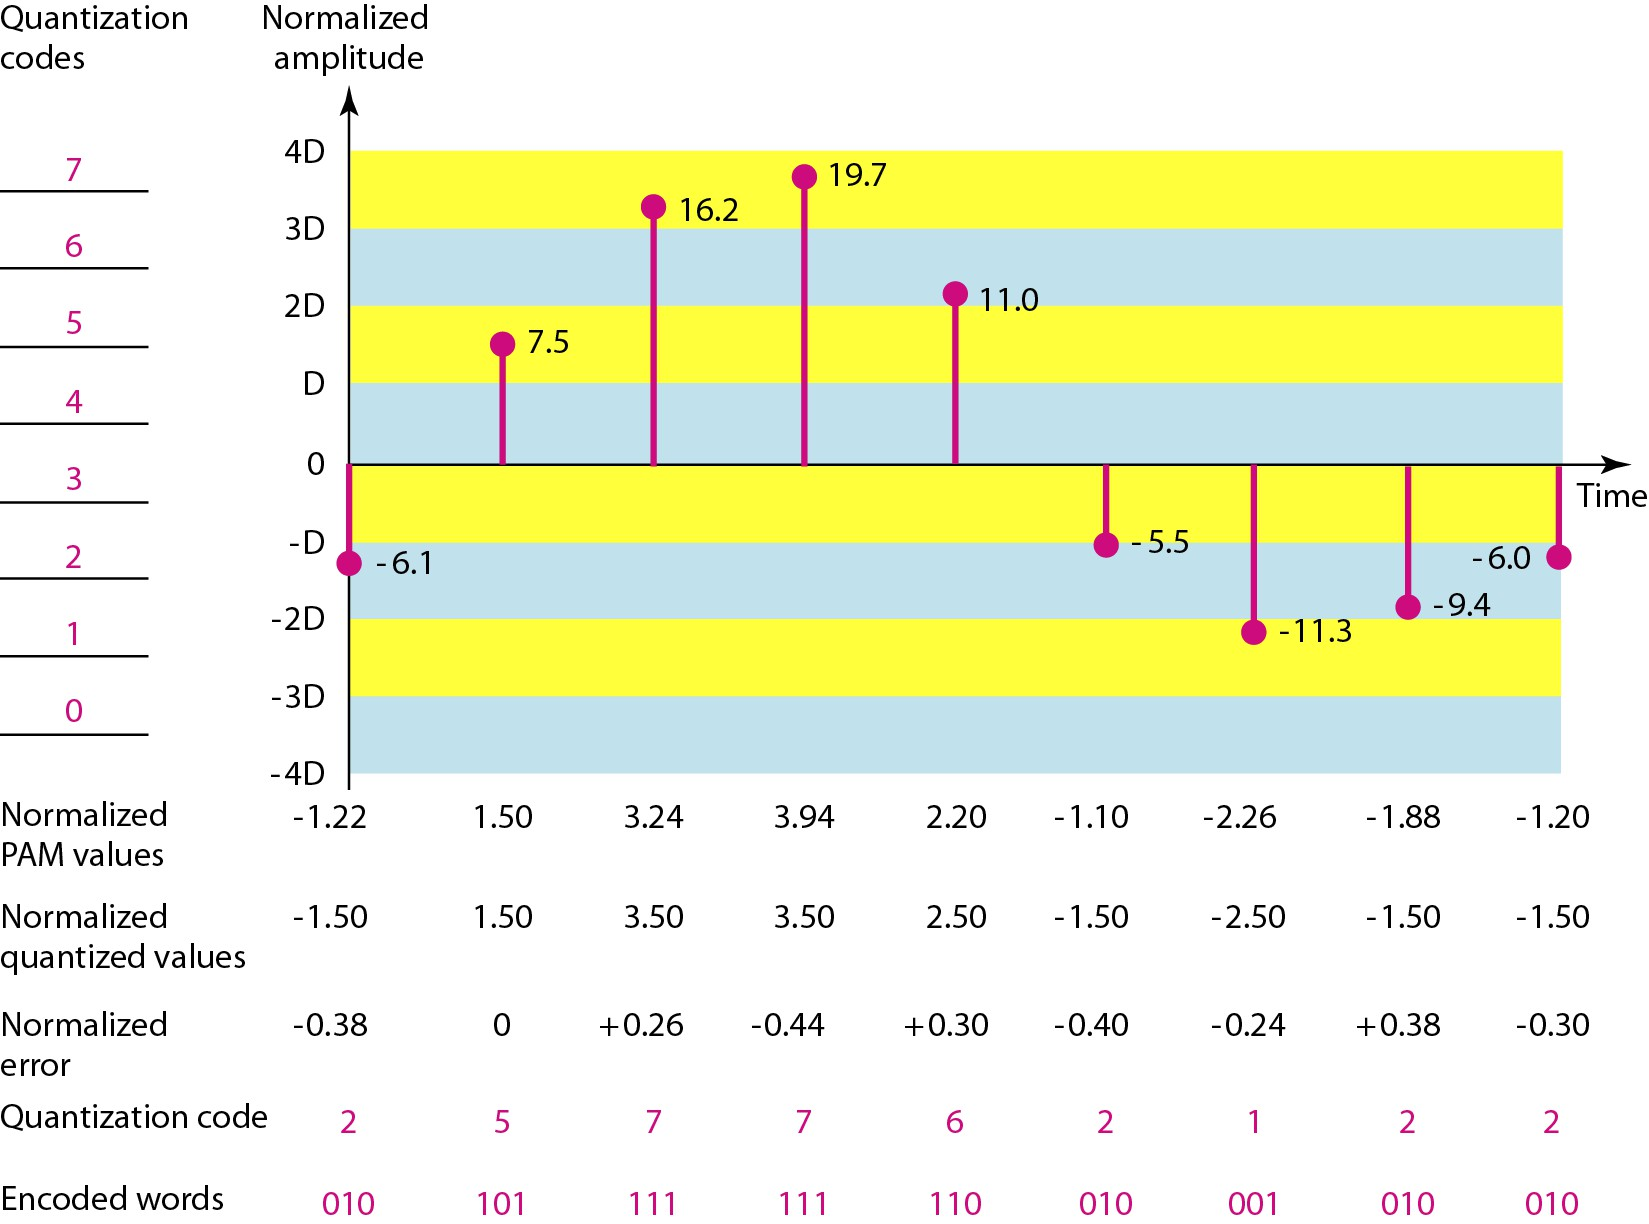 Quantization codes
Normalized amplitude
7
6
5
4
3
2
1
0
4D
3D
2D
D
0
-D
-2D
-3D
-4D
-6.1
7.5
16.2
19.7
11.0
-5.5
-11.3
-9.4
-6.0
Time
Normalized PAM values -1.22 1.50 3.24 3.94 2.20 -1.10 -2.26 -1.88 -1.20
Normalized quantized values -1.50 1.50 3.50 3.50 2.50 -1.50 -2.50 -1.50 -1.50
Normalized error -0.38 0 +0.26 -0.44 +0.30 -0.40 -0.24 +0.38 -0.30
Quantization code 2 5 7 7 6 2 1 2 2
Encoded words 010 101 111 111 110 010 001 010 010